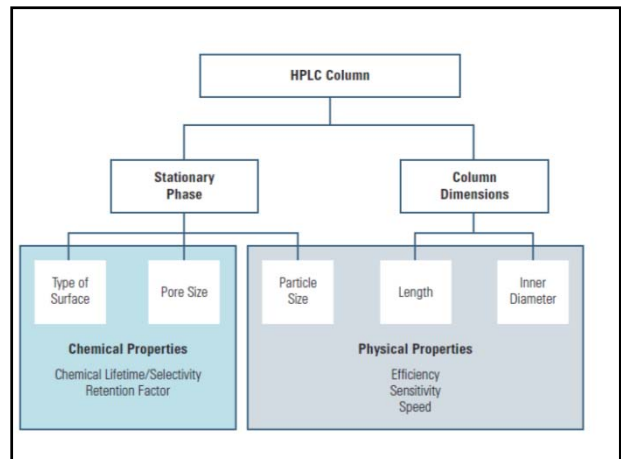 HPLC Column
Stationary
Phase
Column
Dimensions
Type of
Surface
Pore Size
Particle
Size
Length
Inner
Diameter
Chemical Properties
Chemical Lifetime/Selectivity
Retention Factor
Physical Properties
Efficiency
Sensitivity
Speed